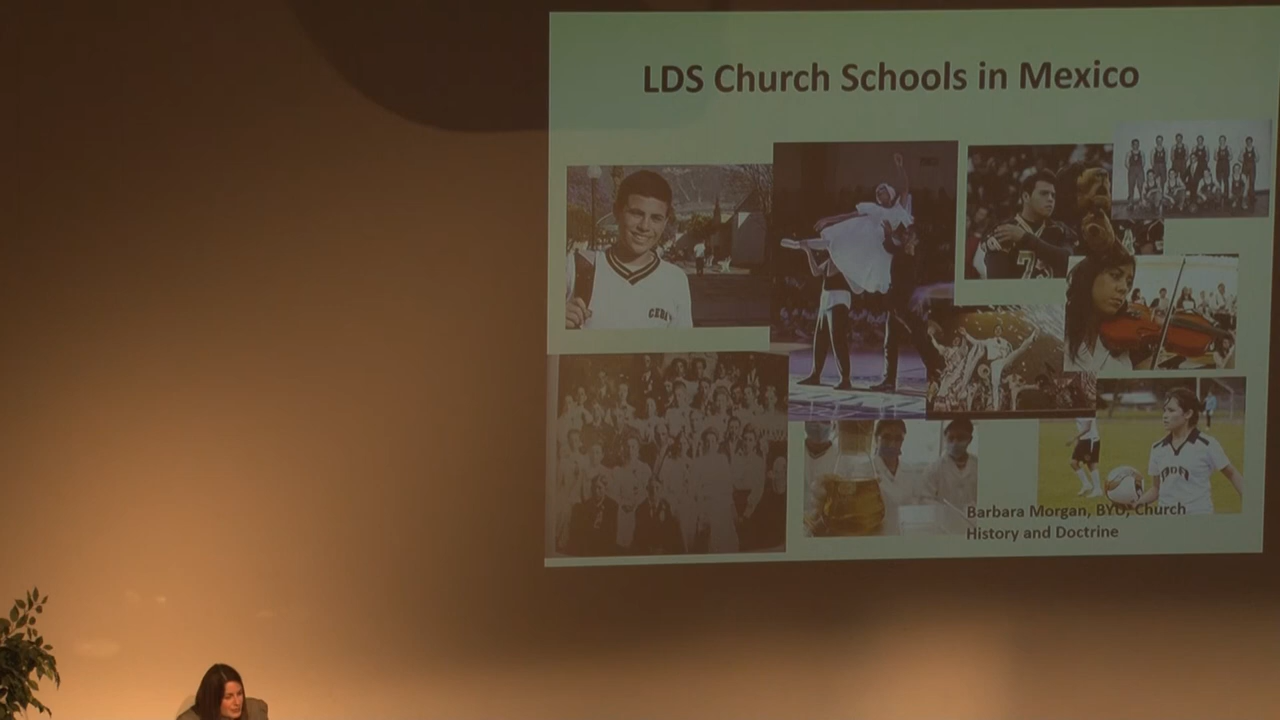 LDS Church Schools in Mexico
Barbara Morgan, BYU, Church
History and Doctrine